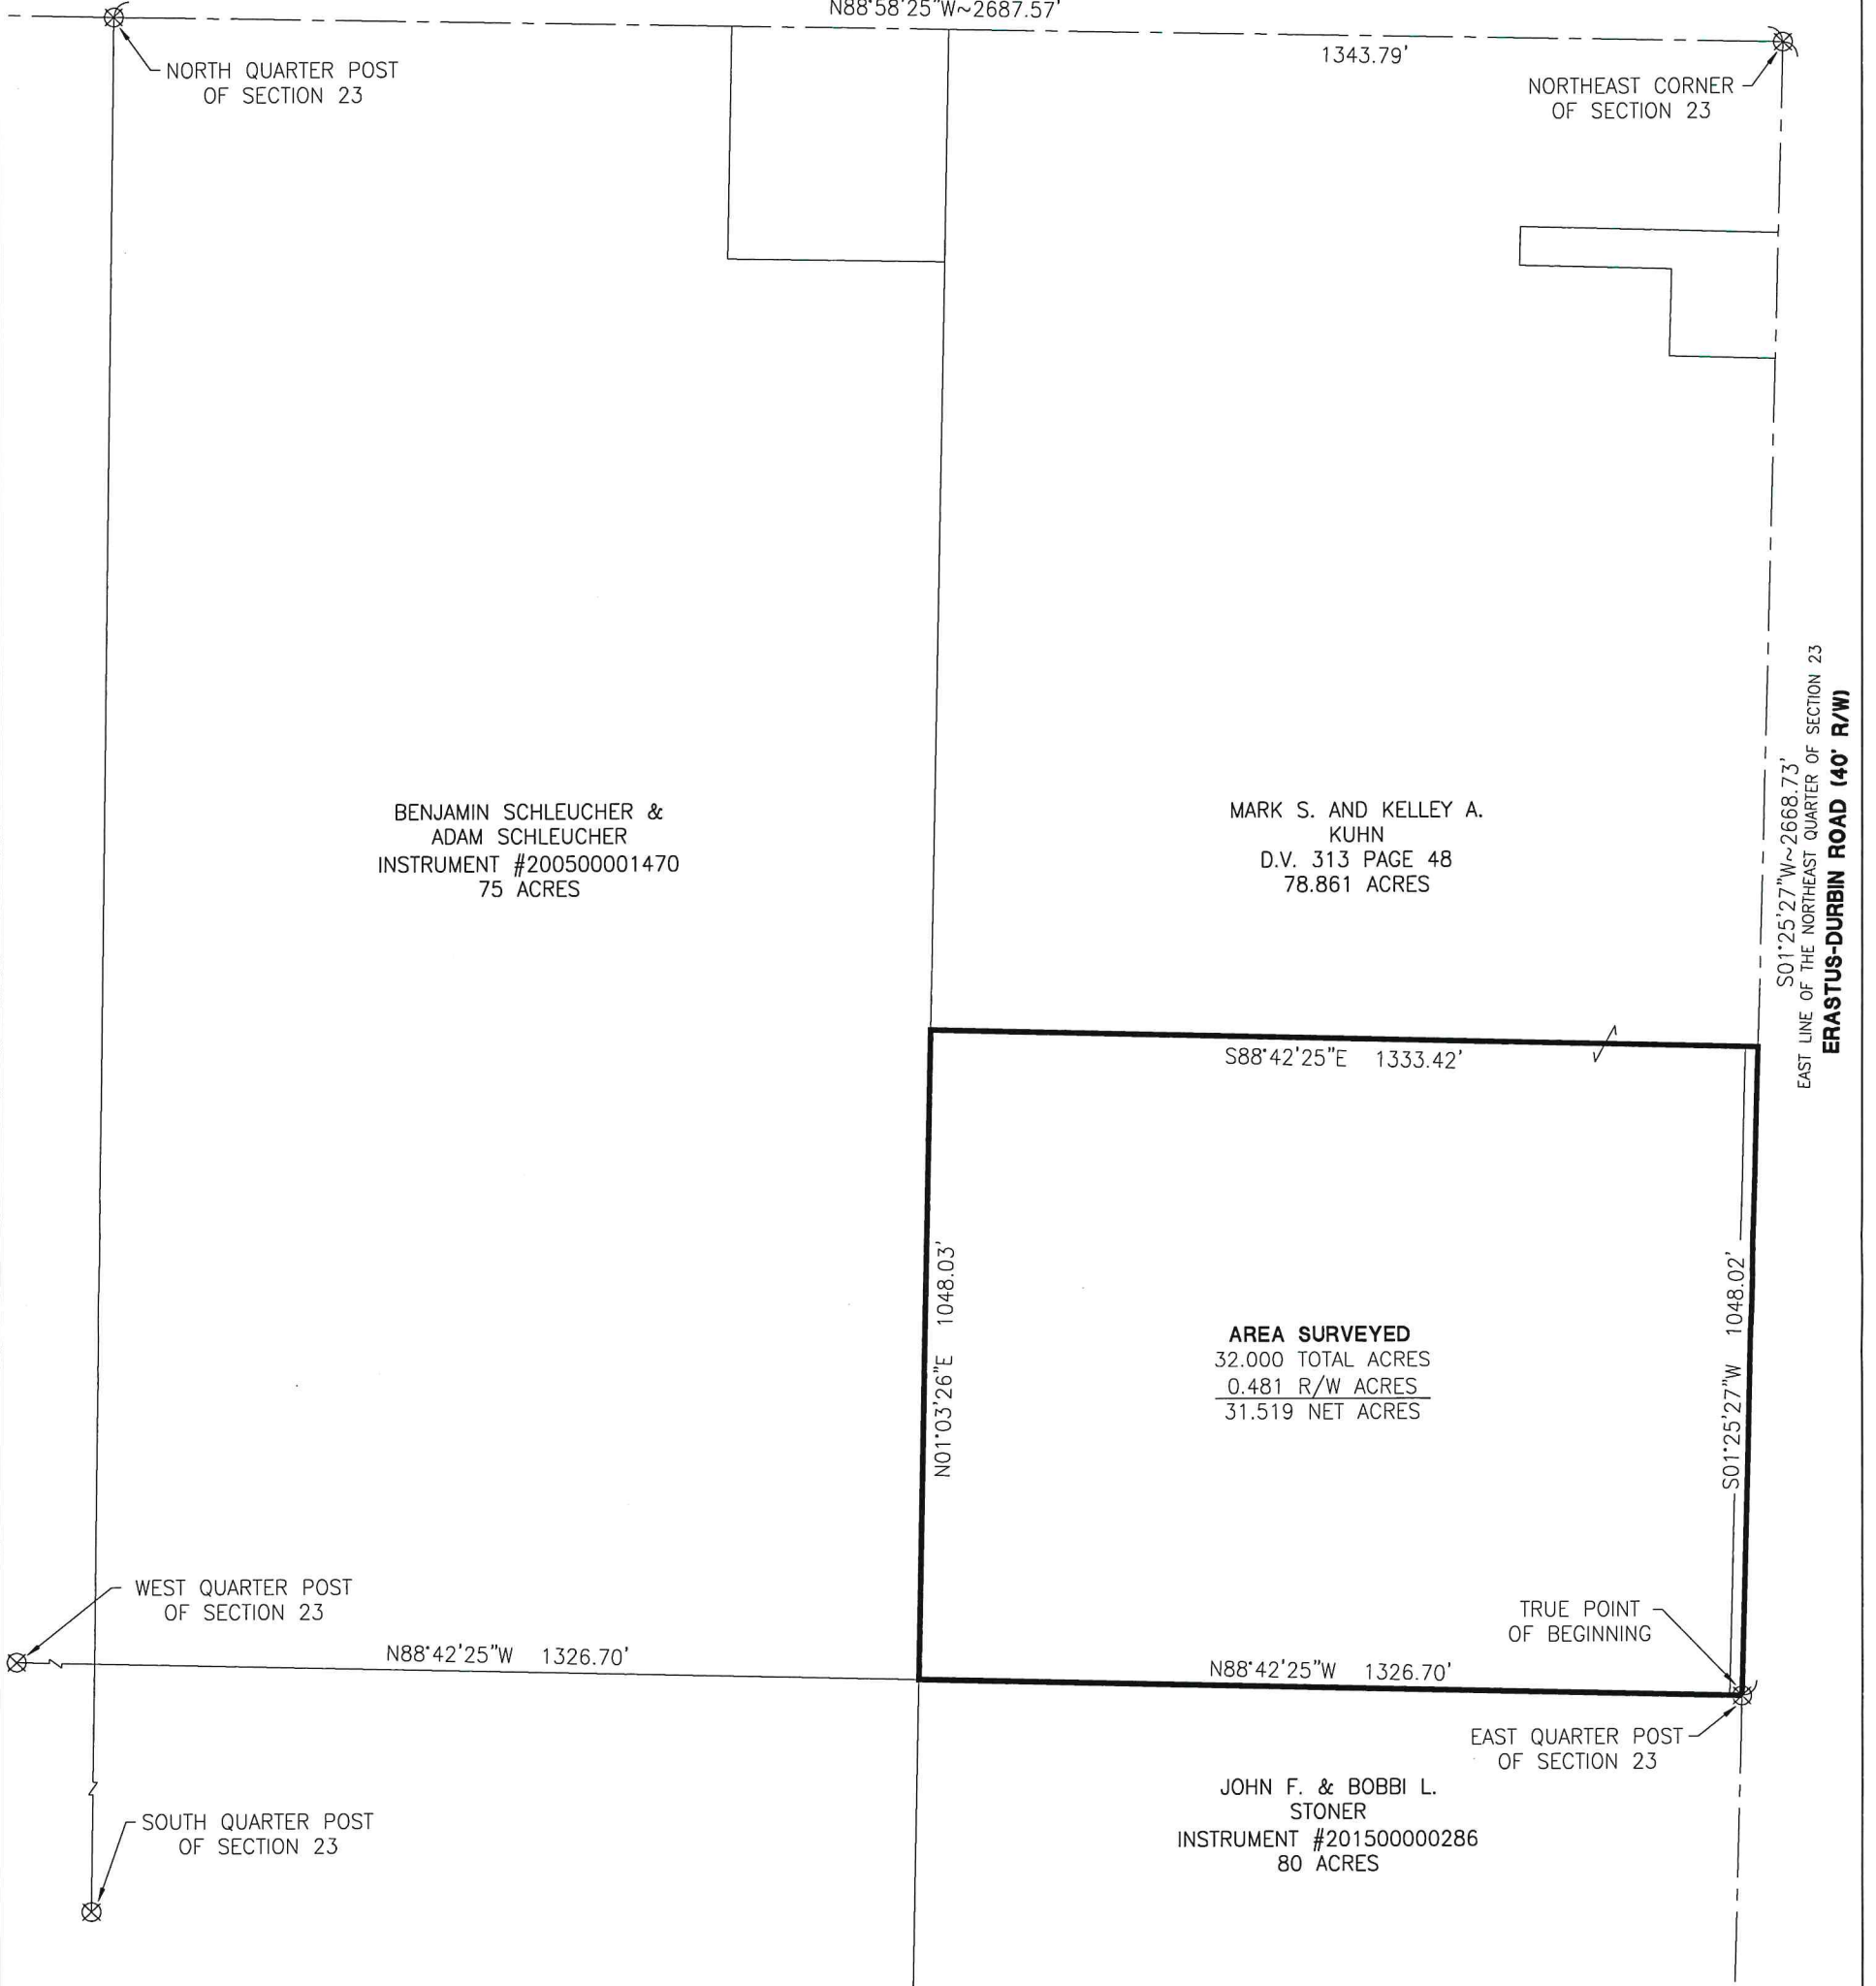 N88°58'25"W~2687.57'
1343.79'
NORTH QUARTER POST
OF SECTION 23
NORTHEAST CORNER
OF SECTION 23
S01°25'27"W~2668.73'
EAST LINE OF THE NORTHEAST QUARTER OF SECTION 23
ERASTUS-DURBIN ROAD (40' R/W)
BENJAMIN SCHLEUCHER &
ADAM SCHLEUCHER
INSTRUMENT #200500001470
75 ACRES
MARK S. AND KELLEY A.
KUHN
D.V. 313 PAGE 48
78.861 ACRES
S88°42'25"E 1333.42'
N01°03'26"E 1048.03'
AREA SURVEYED
32.000 TOTAL ACRES
0.481 R/W ACRES
31.519 NET ACRES
S01°25'27"W 1048.02'
WEST QUARTER POST
OF SECTION 23
TRUE POINT
OF BEGINNING
N88°42'25"W 1326.70'
N88°42'25"W 1326.70'
EAST QUARTER POST
OF SECTION 23
JOHN F. & BOBBI L.
STONER
INSTRUMENT #201500000286
80 ACRES
SOUTH QUARTER POST
OF SECTION 23